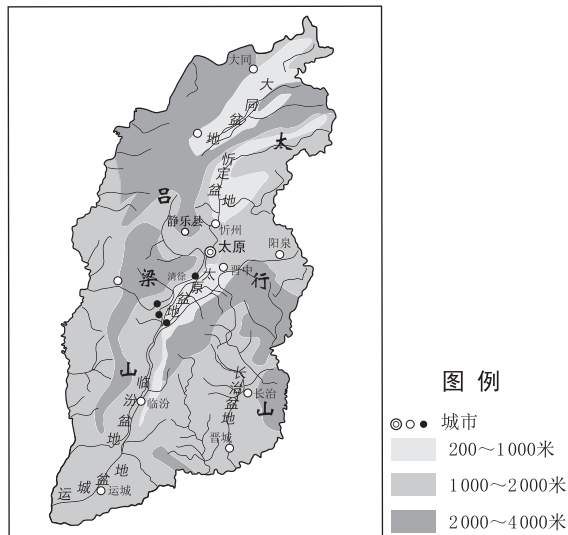 大同
大同盆地
太
忻定盆地
吕
静乐县
忻州
太原
阳泉
晋中
梁
清徐
太原盆地
行
山
临汾盆地
临汾
长治盆地
长治
山
晋城
运城盆地
运城
图例
城市
200～1000米
1000～2000米
2000～4000米